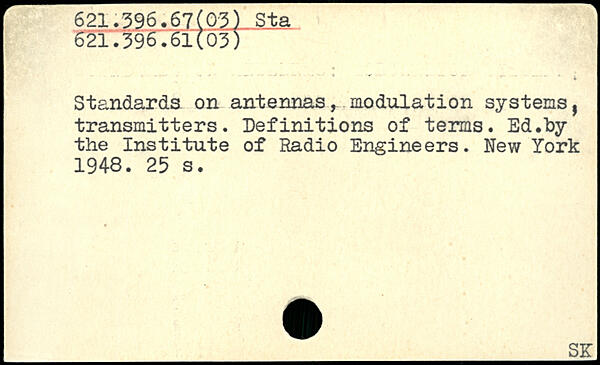 621.396.67(03) Sta
621.396.61(03)
Standards on antennas, modulation systems,
transmitters. Definitions of terms. Ed.by
the Institute of Radio Engineers. New York
1948. 25 s.
SK